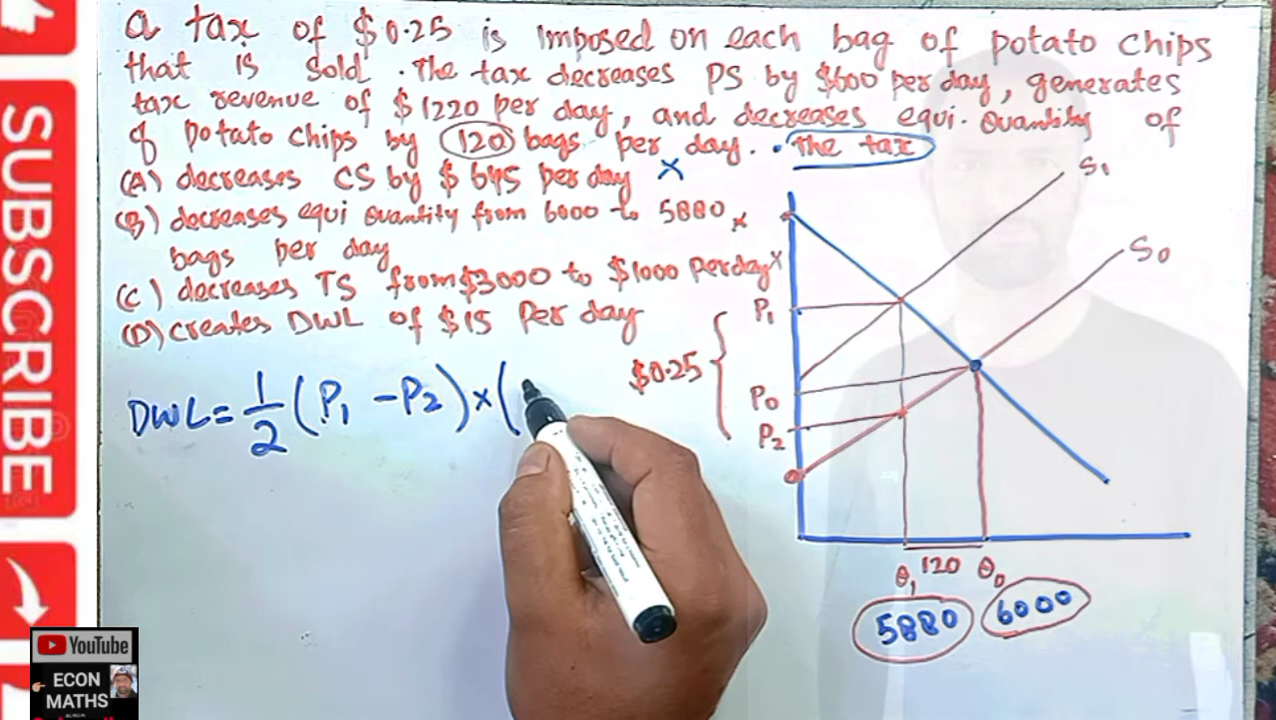 a tax of $0.25 is imposed on each bag of potato chips
that is sold. The tax decreases PS by $600 per day, generates
tax revenue of $1220 per day, and decreases equi. Quantity of
of potato chips by 120 bags per day. . The tax
(A) decreases CS by $645 per day X
(B) decreases equi Quantity from 6000 to 5880 x
bags per day
(C) decreases TS from $3000 to $1000 per day x
(D) creates DWL of $15 per day
DWL = 1/2 (P1 - P2) × (
$0.25
S1
S0
P1
P0
P2
Q1 120 Q0
5880 6000
SUBSCRIBE
YouTube
ECON
MATHS